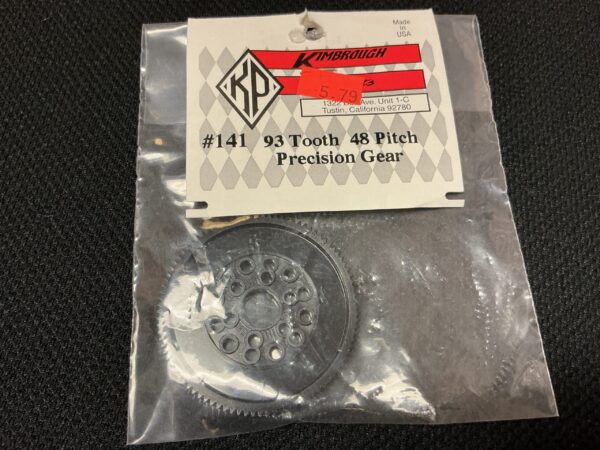 Made
in
USA
KP
KIMBROUGH
5.79
Ave. Unit 1-C
Tustin, California 92780
#141 93 Tooth 48 Pitch
Precision Gear